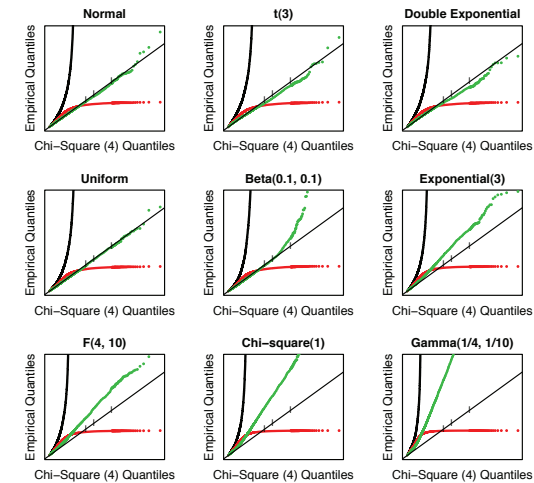 Normal
t(3)
Double Exponential
Empirical Quantiles
Empirical Quantiles
Empirical Quantiles
Chi−Square (4) Quantiles
Chi−Square (4) Quantiles
Chi−Square (4) Quantiles
Uniform
Beta(0.1, 0.1)
Exponential(3)
Empirical Quantiles
Empirical Quantiles
Empirical Quantiles
Chi−Square (4) Quantiles
Chi−Square (4) Quantiles
Chi−Square (4) Quantiles
F(4, 10)
Chi−square(1)
Gamma(1/4, 1/10)
Empirical Quantiles
Empirical Quantiles
Empirical Quantiles
Chi−Square (4) Quantiles
Chi−Square (4) Quantiles
Chi−Square (4) Quantiles